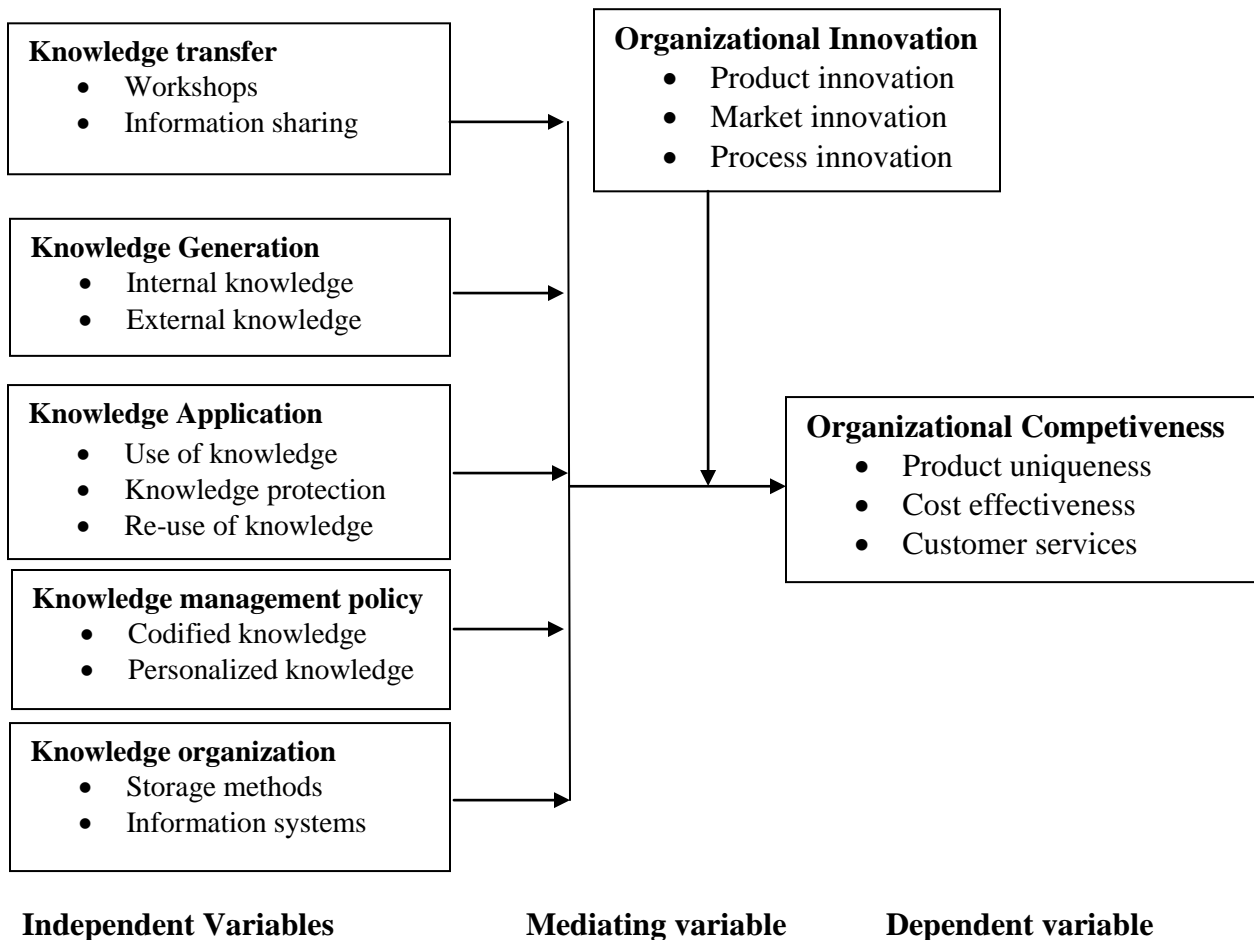 Knowledge transfer
• Workshops
• Information sharing
Organizational Innovation
• Product innovation
• Market innovation
• Process innovation
Knowledge Generation
• Internal knowledge
• External knowledge
Knowledge Application
• Use of knowledge
• Knowledge protection
• Re-use of knowledge
Organizational Competiveness
• Product uniqueness
• Cost effectiveness
• Customer services
Knowledge management policy
• Codified knowledge
• Personalized knowledge
Knowledge organization
• Storage methods
• Information systems
Independent Variables
Mediating variable
Dependent variable